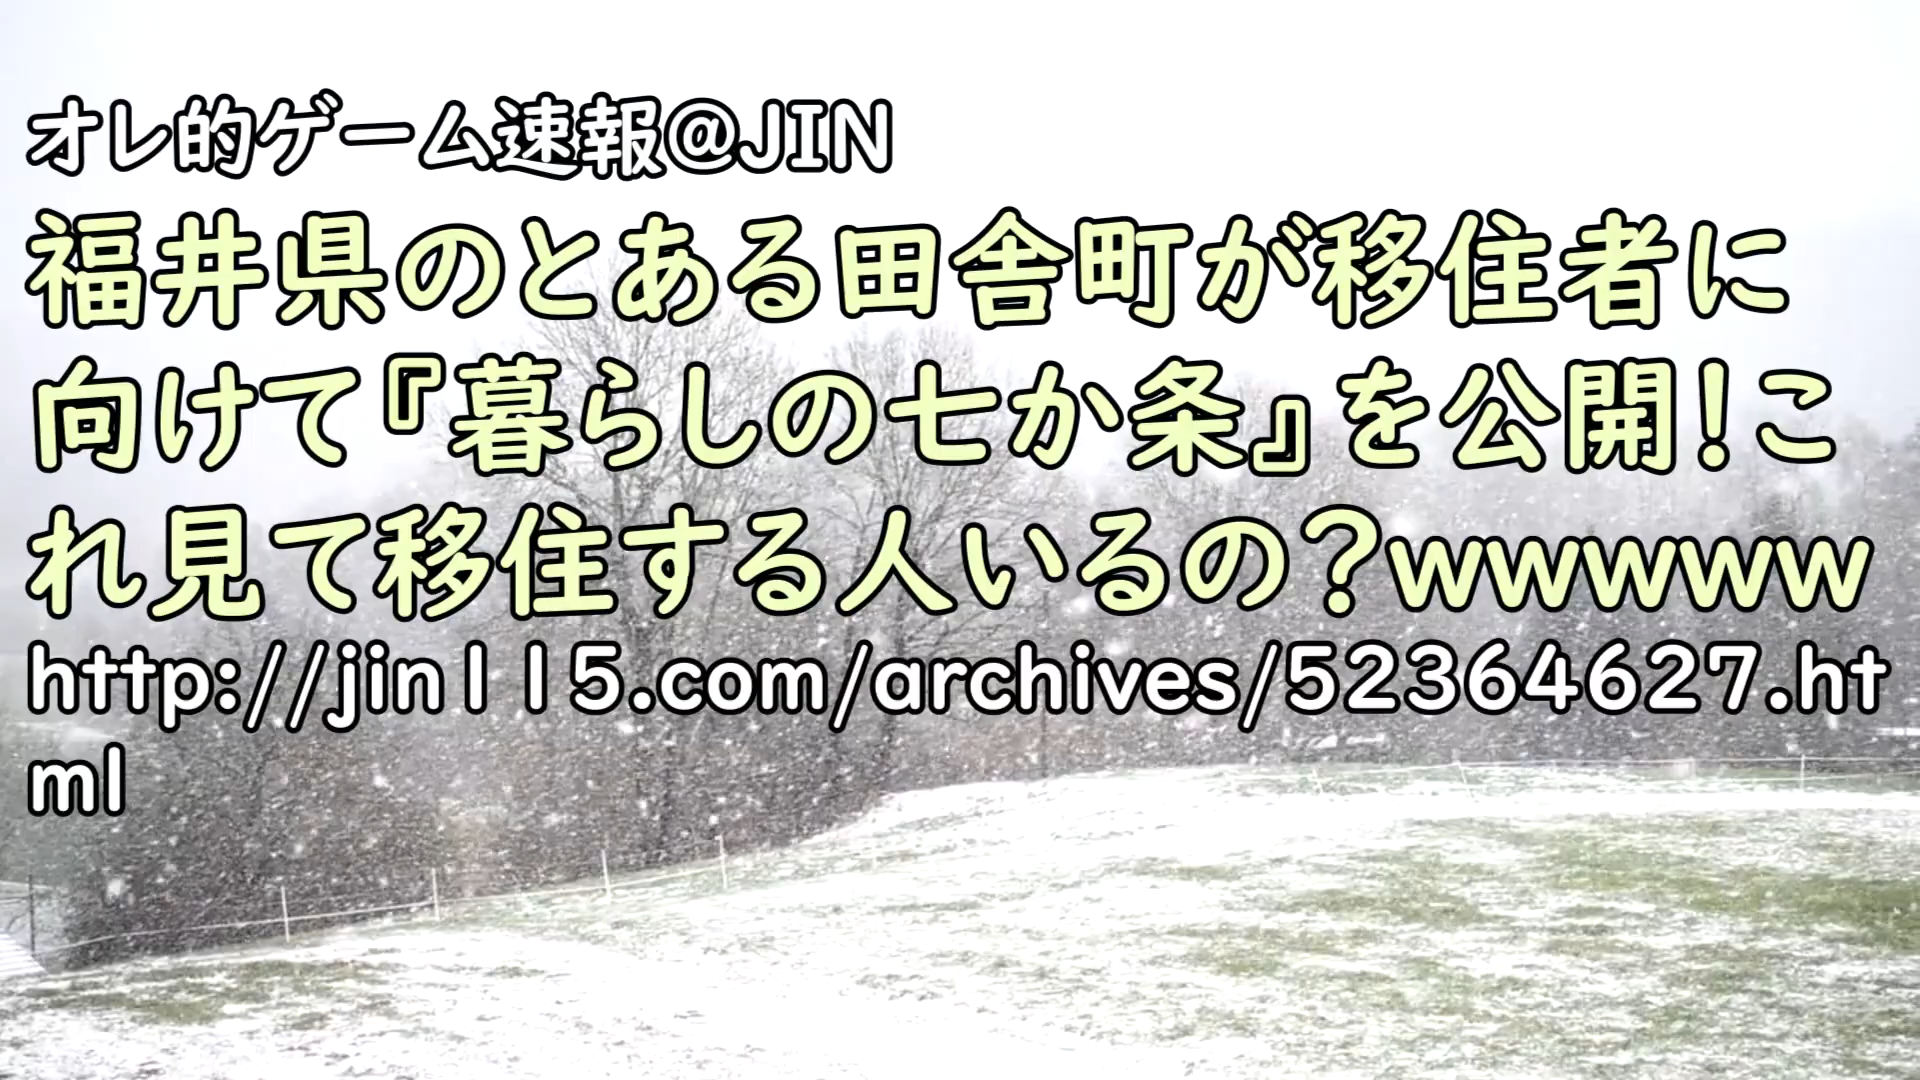 オレ的ゲーム速報@JIN
福井県のとある田舎町が移住者に
向けて『暮らしの七か条』を公開！こ
れ見て移住する人いるの？wwwww
http://jin115.com/archives/52364627.ht
ml